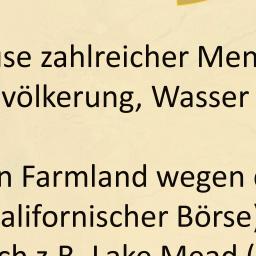 use zahlreicher Men
völkerung, Wasser
n Farmland wegen
alifornischer Börse)
ch z.B. Lake Mead (